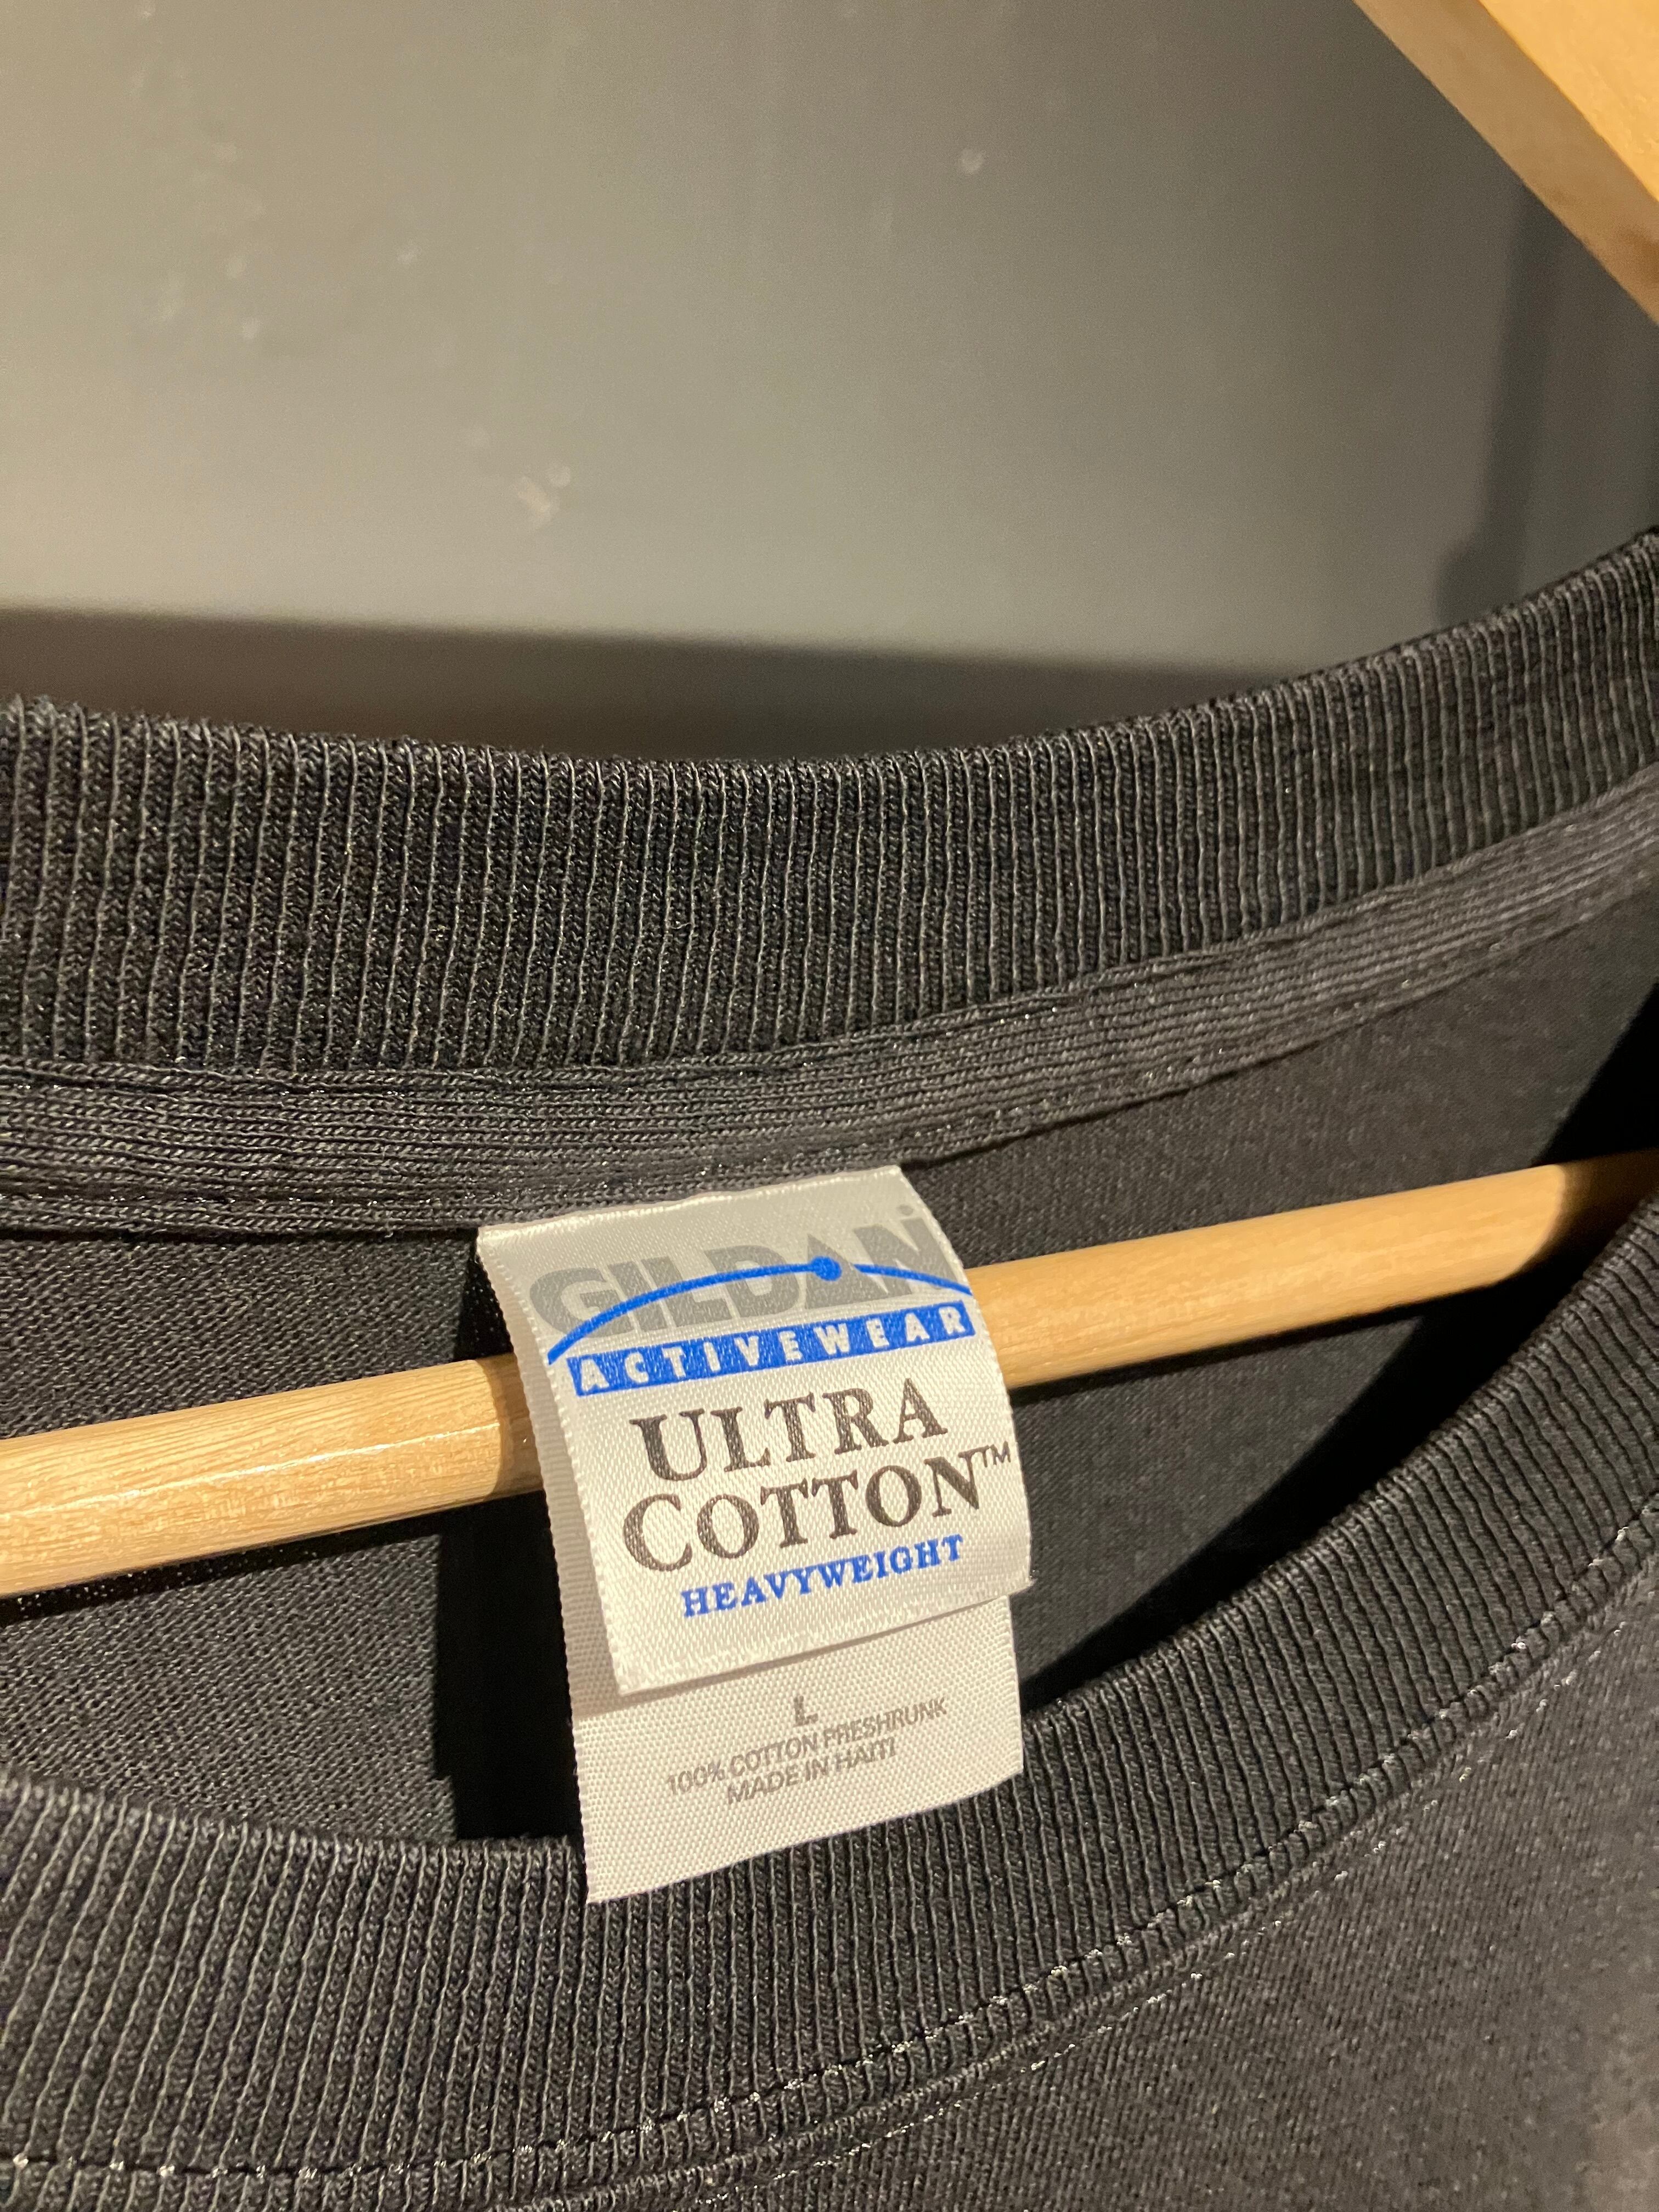 GILDAN
ACTIVEWEAR
ULTRA
COTTON™
HEAVYWEIGHT
L
100% COTTON PRESHRUNK
MADE IN HAITI